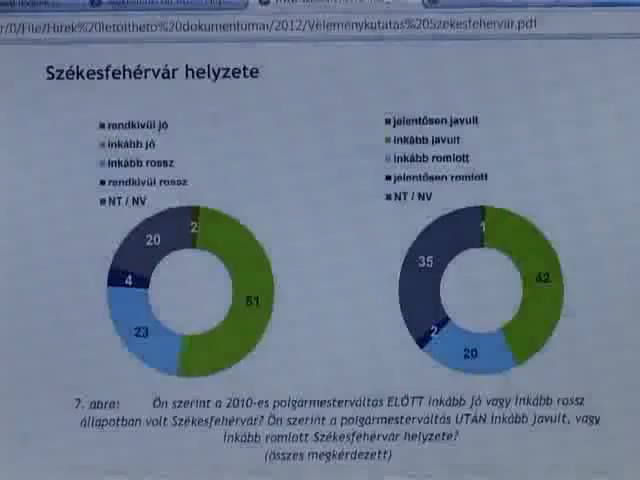 r/0/File/Hirek%20letoltheto%20dokumentumai/2012/Velemenykutatas%20Szekesfehervar.pdf
Székesfehérvár helyzete
rendkívül jó
inkább jó
inkább rossz
rendkívül rossz
NT / NV
2
20
4
51
23
jelentősen javult
inkább javult
inkább romlott
jelentősen romlott
NT / NV
1
35
42
2
20
7. ábra: Ön szerint a 2010-es polgármesterváltás ELŐTT inkább jó vagy inkább rossz
állapotban volt Székesfehérvár? Ön szerint a polgármesterváltás UTÁN inkább javult, vagy
inkább romlott Székesfehérvár helyzete?
(összes megkérdezett)